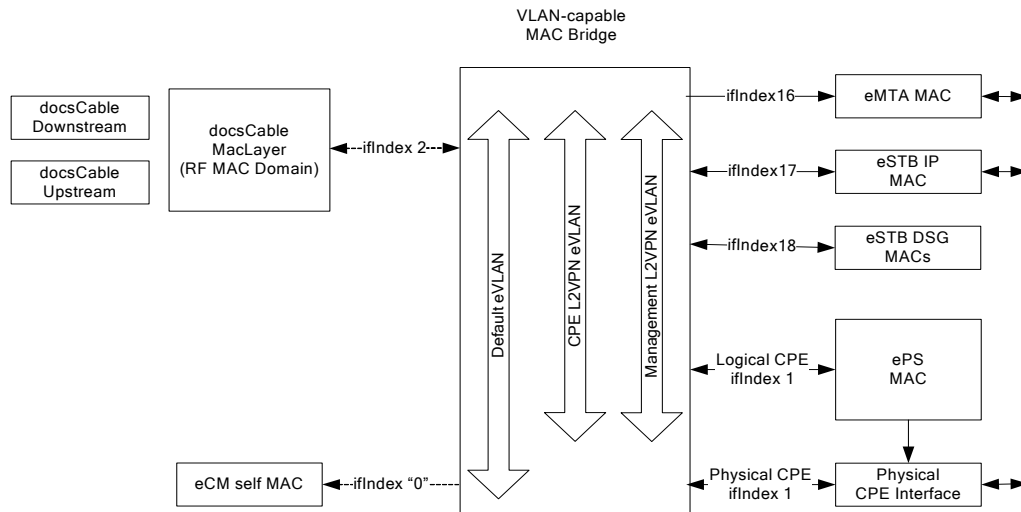 VLAN-capable
MAC Bridge
docsCable
Downstream
docsCable
Upstream
docsCable
MacLayer
(RF MAC Domain)
ifIndex 2
eCM self MAC
ifIndex “0”
Default eVLAN
CPE L2VPN eVLAN
Management L2VPN eVLAN
ifIndex16
eMTA MAC
ifIndex17
eSTB IP
MAC
ifIndex18
eSTB DSG
MACs
Logical CPE
ifIndex 1
ePS
MAC
Physical CPE
ifIndex 1
Physical
CPE Interface